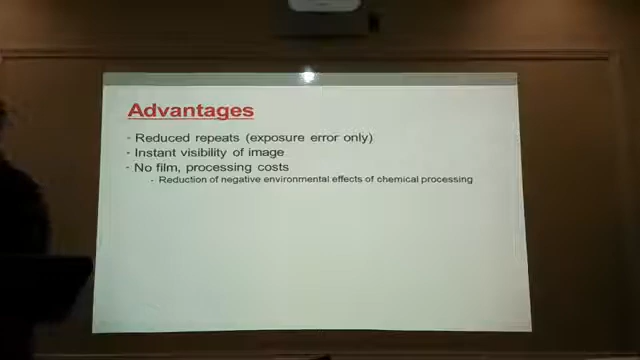 Advantages
- Reduced repeats (exposure error only)
- Instant visibility of image
- No film, processing costs
- Reduction of negative environmental effects of chemical processing